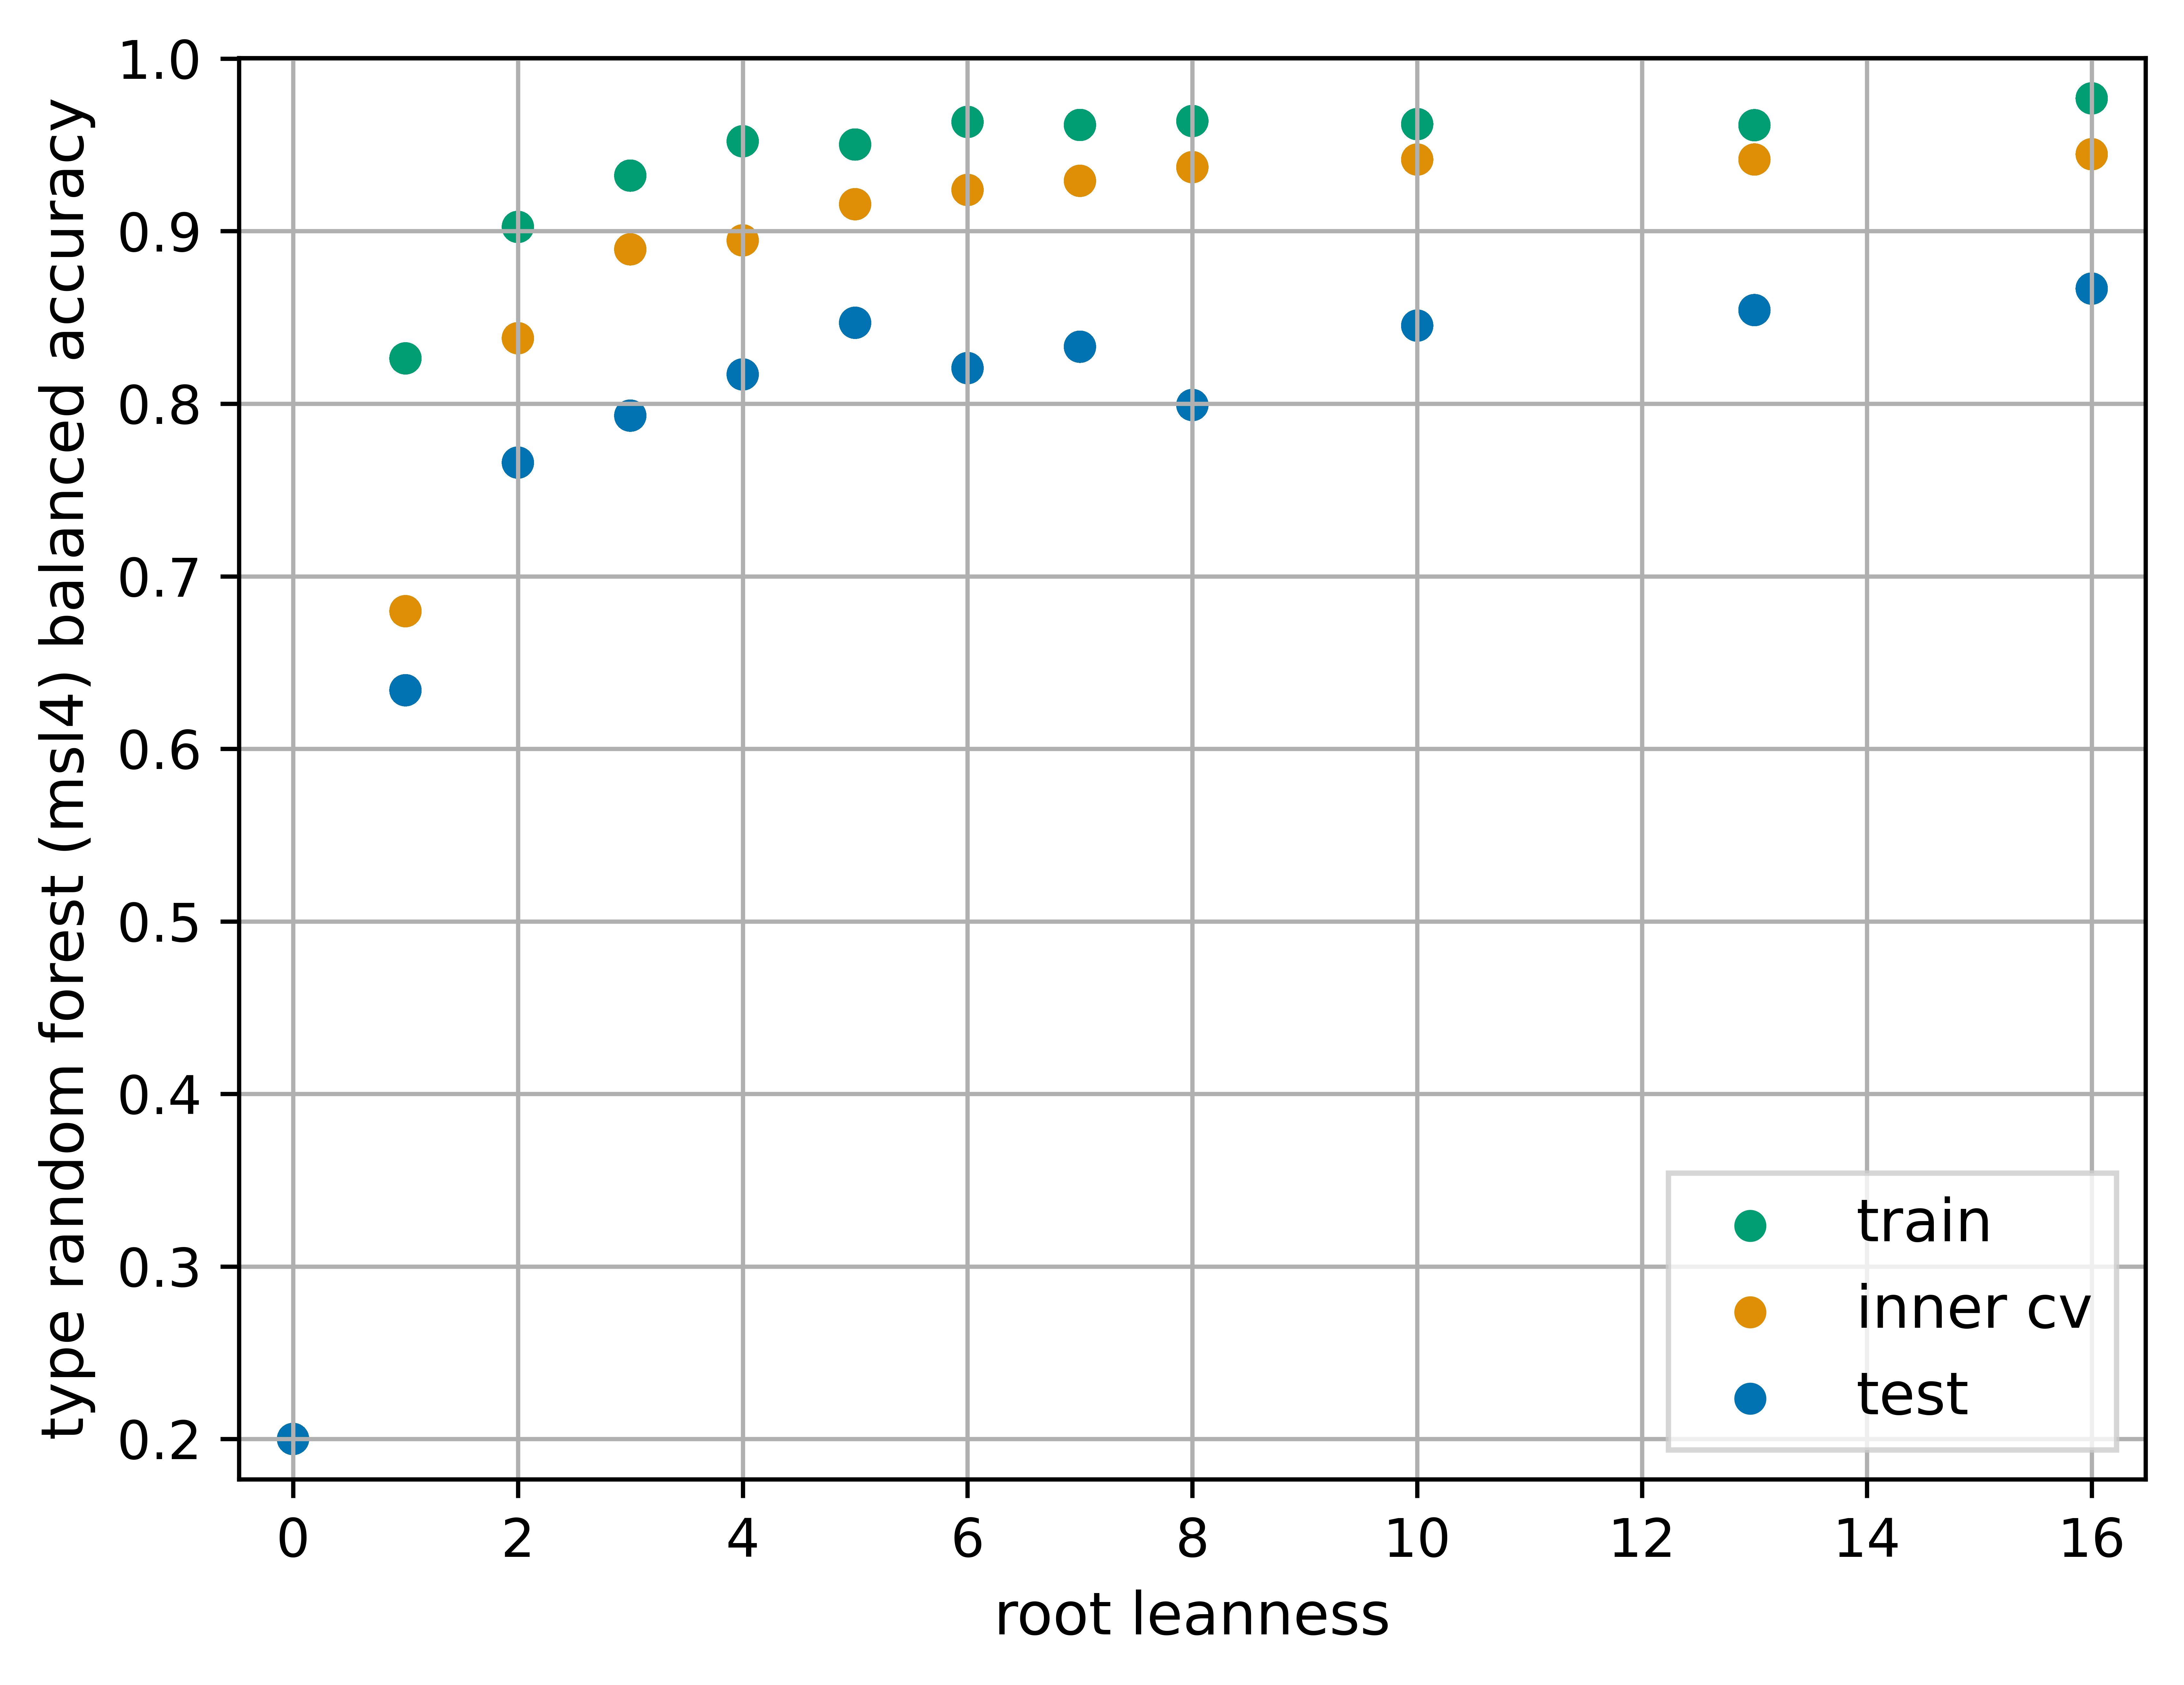 type random forest (msl4) balanced accuracy
1.0
0.9
0.8
0.7
0.6
0.5
0.4
0.3
0.2
train
inner cv
test
0 2 4 6 8 10 12 14 16
root leanness